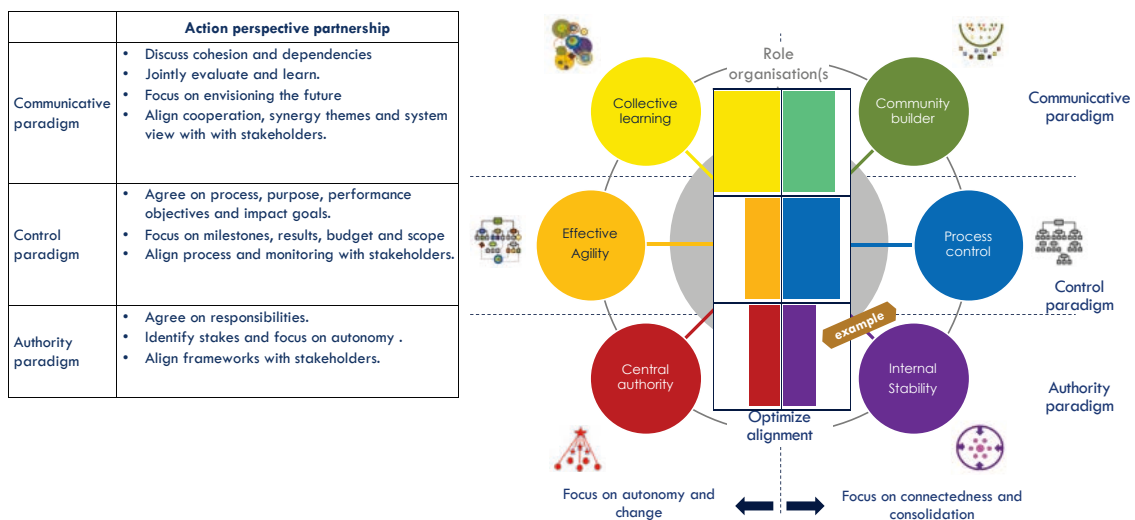 Action perspective partnership
Communicative
paradigm
• Discuss cohesion and dependencies
• Jointly evaluate and learn.
• Focus on envisioning the future
• Align cooperation, synergy themes and system
view with with stakeholders.
Control
paradigm
• Agree on process, purpose, performance
objectives and impact goals.
• Focus on milestones, results, budget and scope
• Align process and monitoring with stakeholders.
Authority
paradigm
• Agree on responsibilities.
• Identify stakes and focus on autonomy .
• Align frameworks with stakeholders.
Role
organisation(s
Collective
learning
Community
builder
Communicative
paradigm
Effective
Agility
Process
control
Control
paradigm
example
Central
authority
Internal
Stability
Authority
paradigm
Optimize
alignment
Focus on autonomy and
change
Focus on connectedness and
consolidation